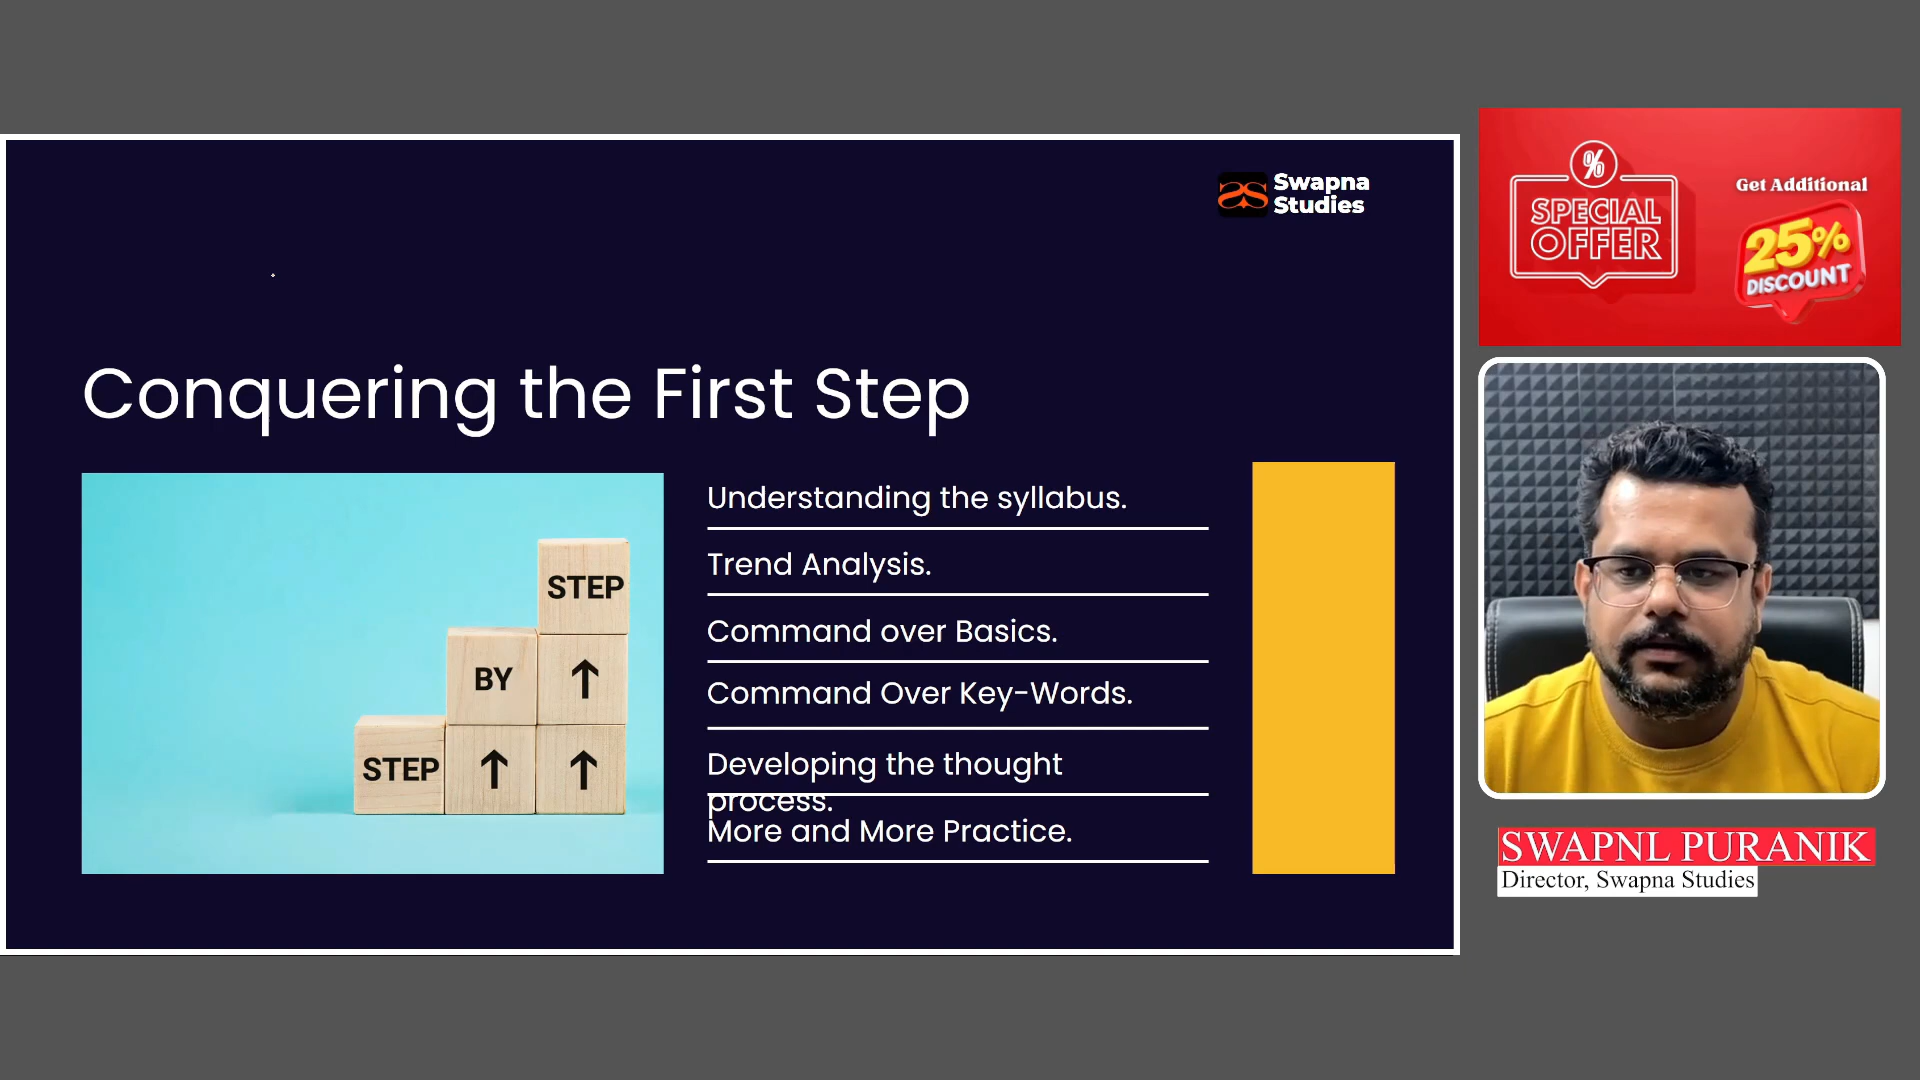 Swapna
Studies
Conquering the First Step
STEP
BY
STEP
Understanding the syllabus.
Trend Analysis.
Command over Basics.
Command Over Key-Words.
Developing the thought
process.
More and More Practice.
%
SPECIAL
OFFER
Get Additional
25%
DISCOUNT
SWAPNL PURANIK
Director, Swapna Studies